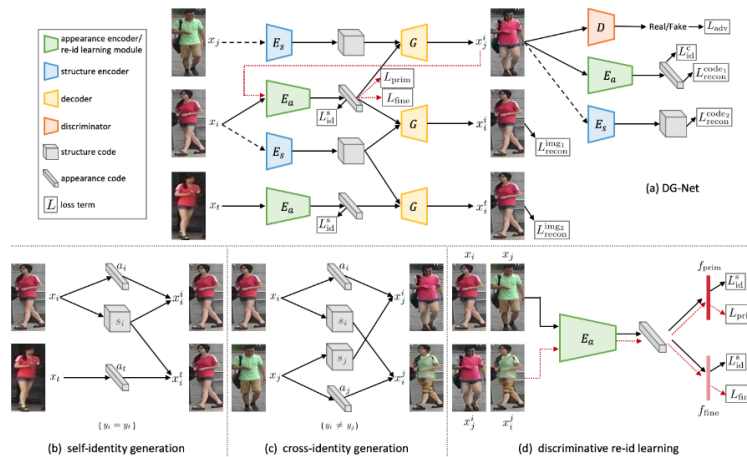 appearance encoder/
re-id learning module
structure encoder
decoder
discriminator
structure code
appearance code
L loss term
x_j
E_s
G
x_j^i
D
Real/Fake
L_adv
L_prim
L_fine
E_a
L_id^s
x_i
E_s
G
x_i^i
L_recon^img1
x_t
E_a
L_id^s
G
x_i^t
L_recon^img2
E_a
L_id^c
L_recon^code1
E_s
L_recon^code2
(a) DG-Net
x_i
a_i
s_i
x_i^i
x_t
a_t
x_i^t
( y_i = y_t )
(b) self-identity generation
x_i
a_i
s_i
x_j^i
x_j
s_j
a_j
x_i^j
( y_i ≠ y_j )
(c) cross-identity generation
x_i x_j
E_a
x_j^i x_i^j
f_prim
L_id^s
L_pri
f_fine
L_id^s
L_fin
(d) discriminative re-id learning